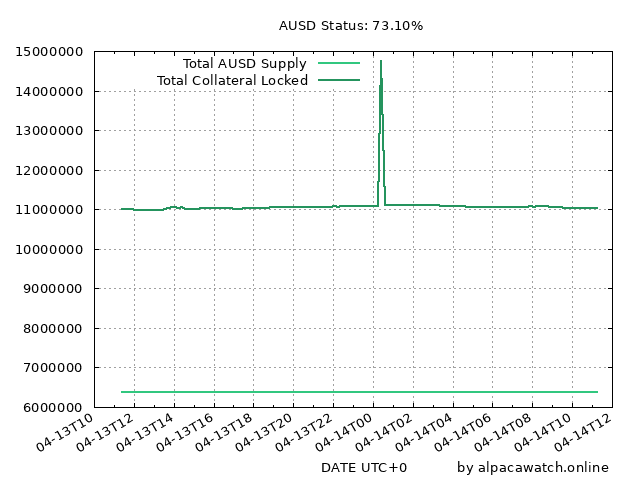 AUSD Status: 73.10%
15000000
Total AUSD Supply
Total Collateral Locked
14000000
13000000
12000000
11000000
10000000
9000000
8000000
7000000
6000000
04-13T10
04-13T12
04-13T14
04-13T16
04-13T18
04-13T20
04-13T22
04-14T00
04-14T02
04-14T04
04-14T06
04-14T08
04-14T10
04-14T12
DATE UTC+0
by alpacawatch.online